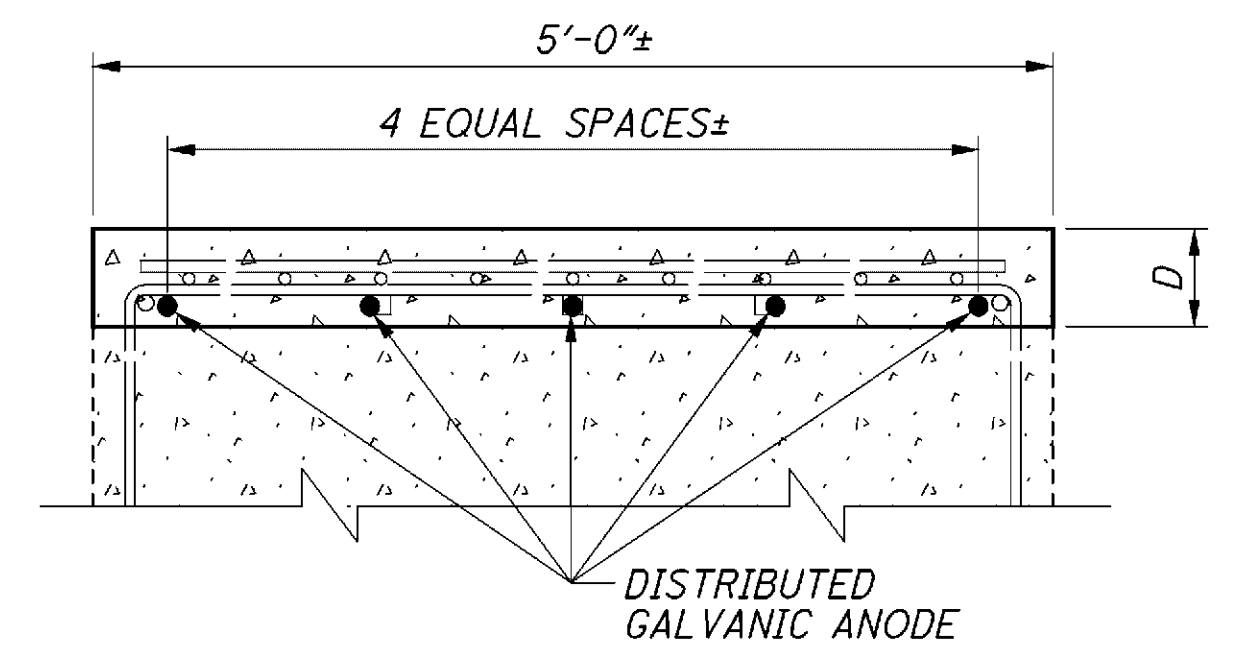 5'-0"±
4 EQUAL SPACES±
D
DISTRIBUTED
GALVANIC ANODE